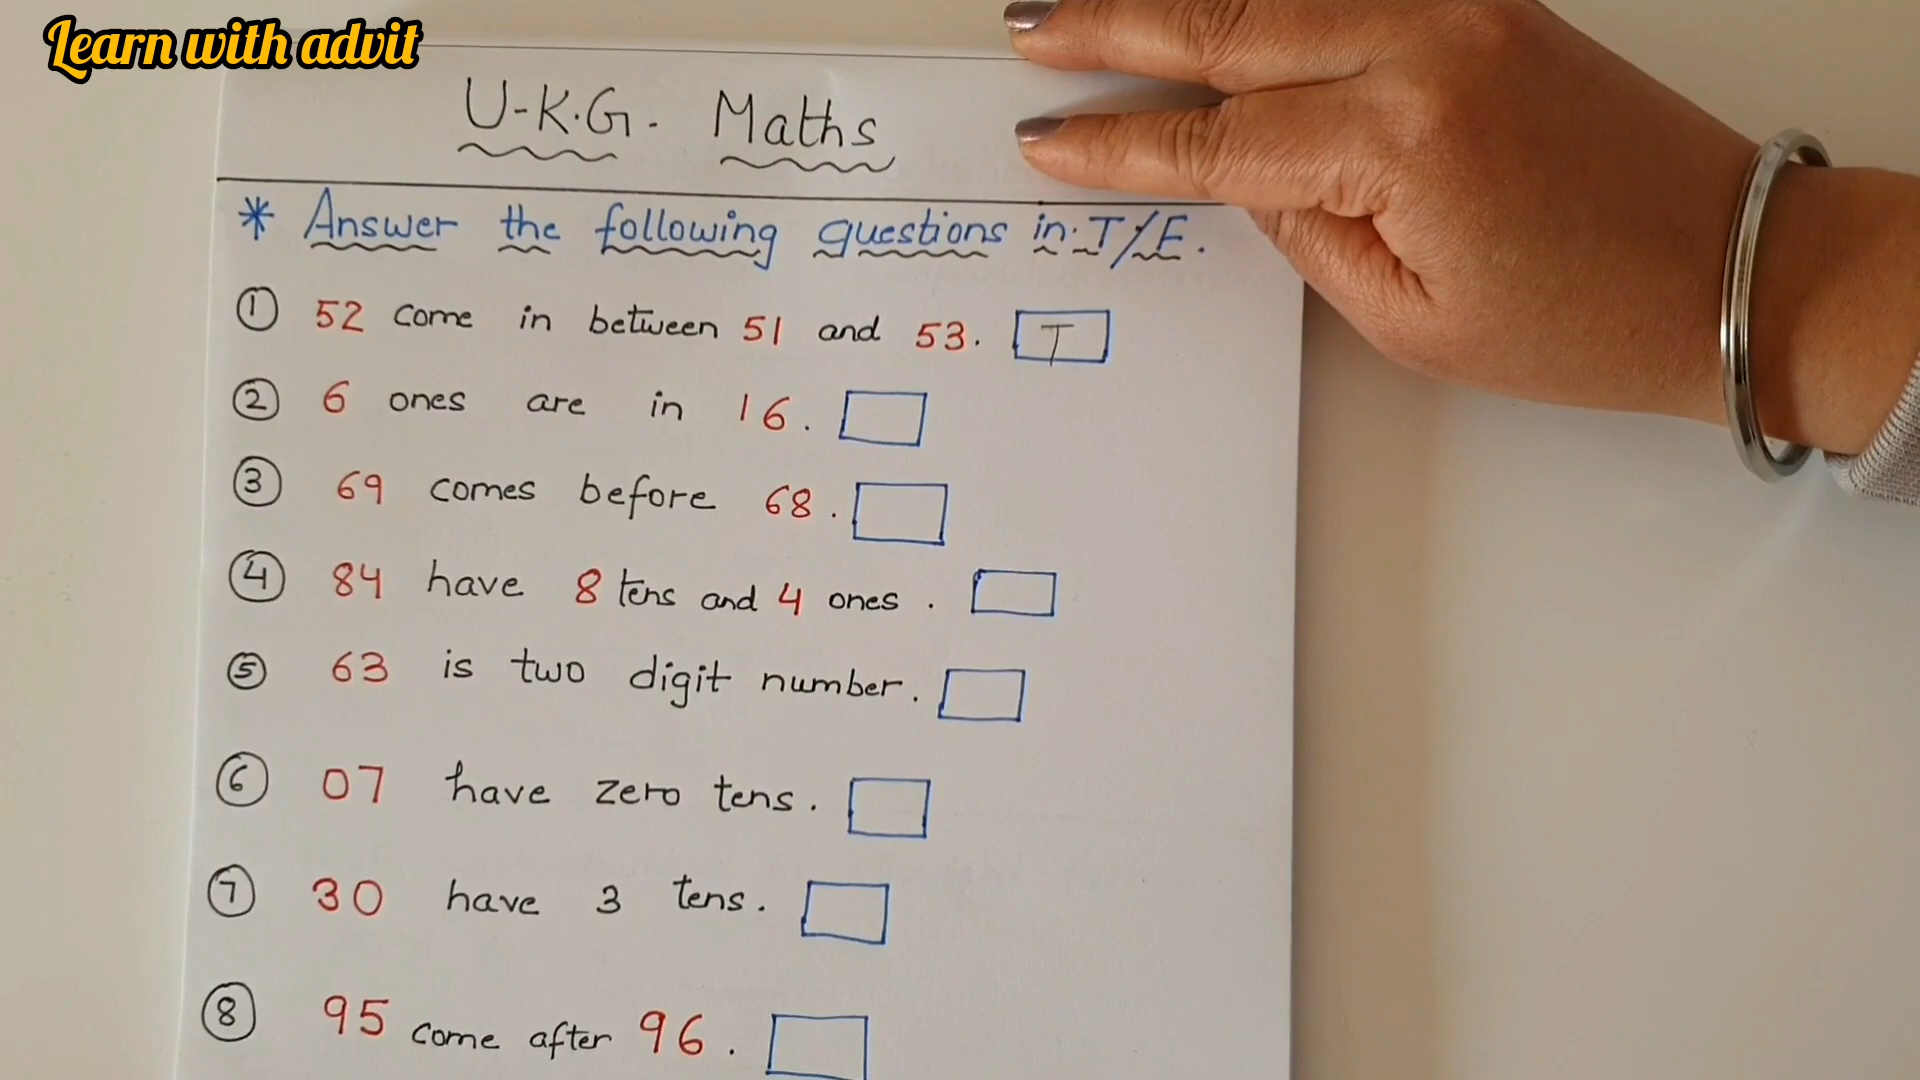 Learn with advit
U-K.G. Maths
* Answer the following questions in T/F.
① 52 come in between 51 and 53. T
② 6 ones are in 16.
③ 69 comes before 68.
④ 84 have 8 tens and 4 ones.
⑤ 63 is two digit number.
⑥ 07 have zero tens.
⑦ 30 have 3 tens.
⑧ 95 come after 96.